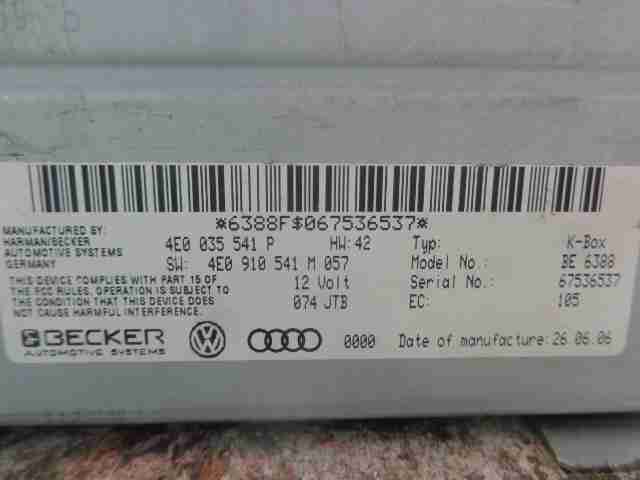 *6388F$067536537*
MANUFACTURED BY:
HARMAN/BECKER
AUTOMOTIVE SYSTEMS
GERMANY
4E0 035 541 P HW:42
SW: 4E0 910 541 M 057
THIS DEVICE COMPLIES WITH PART 15 OF
THE FCC RULES. OPERATION IS SUBJECT TO
THE CONDITION THAT THIS DEVICE DOES
NOT CAUSE HARMFUL INTERFERENCE.
12 Volt
074 JTB
Typ: K-Box
Model No.: BE 6388
Serial No.: 67536537
EC: 105
BECKER
AUTOMOTIVE SYSTEMS
0000
Date of manufacture: 26.06.06